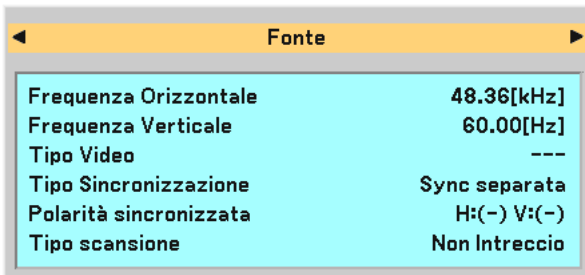 Fonte
Frequenza Orizzontale 48.36[kHz]
Frequenza Verticale 60.00[Hz]
Tipo Video ---
Tipo Sincronizzazione Sync separata
Polarità sincronizzata H:(-) V:(-)
Tipo scansione Non Intreccio